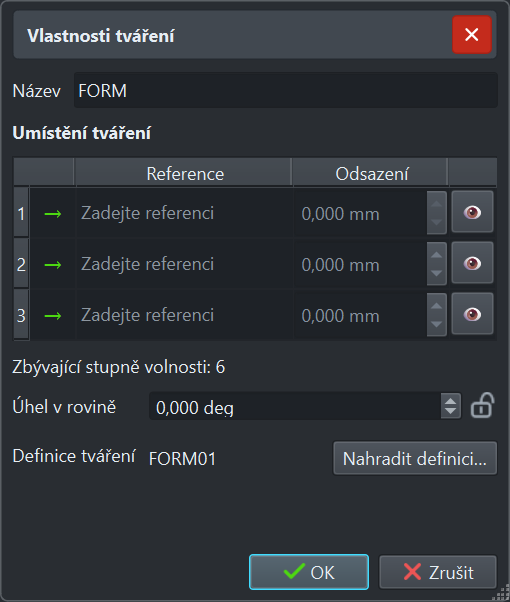 Vlastnosti tváření
Název FORM
Umístění tváření
Reference Odsazení
1 → Zadejte referenci 0,000 mm
2 → Zadejte referenci 0,000 mm
3 → Zadejte referenci 0,000 mm
Zbývající stupně volnosti: 6
Úhel v rovině 0,000 deg
Definice tváření FORM01 Nahradit definici...
OK Zrušit